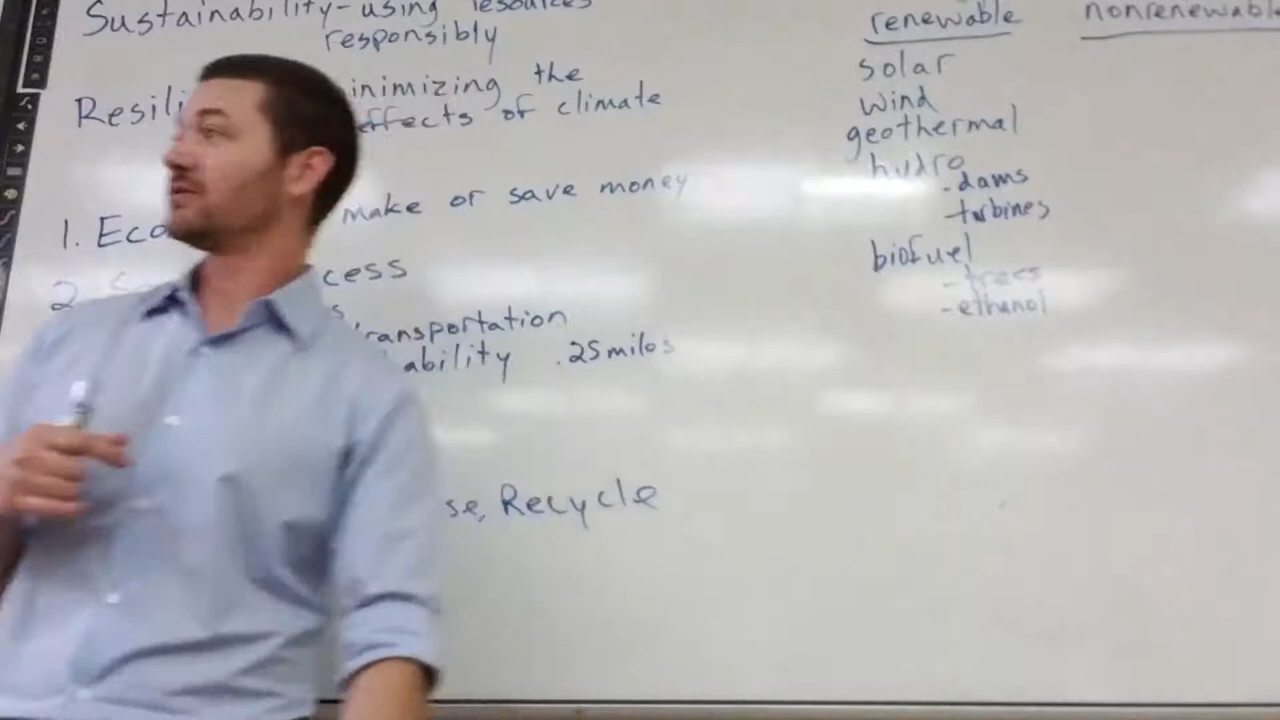 Sustainability- using resources
responsibly
Resili inimizing the
effects of climate
make or save money
1. Eco
2. S cess
s
ransportation
ability .25 miles
se, Recycle
renewable
solar
wind
geothermal
hydro
- dams
- turbines
biofuel
- trees
- ethanol
nonrenewable